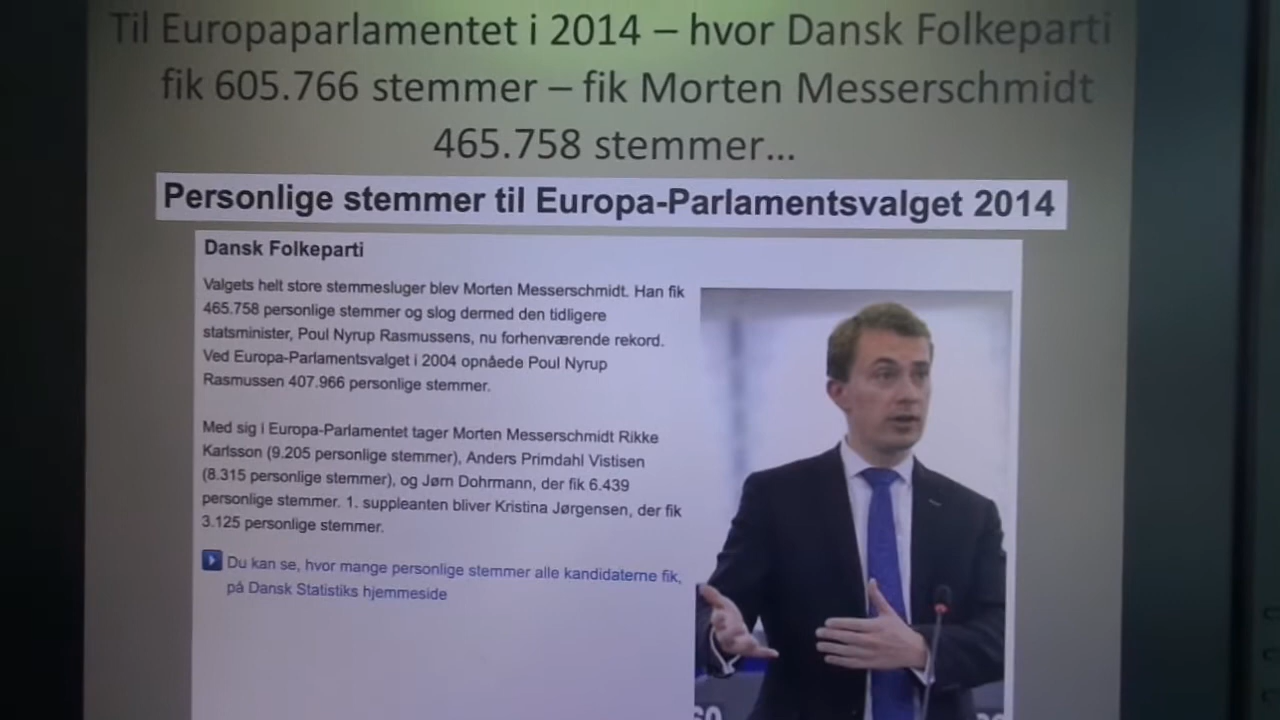 Til Europaparlamentet i 2014 – hvor Dansk Folkeparti
fik 605.766 stemmer – fik Morten Messerschmidt
465.758 stemmer...
Personlige stemmer til Europa-Parlamentsvalget 2014
Dansk Folkeparti
Valgets helt store stemmesluger blev Morten Messerschmidt. Han fik
465.758 personlige stemmer og slog dermed den tidligere
statsminister, Poul Nyrup Rasmussens, nu forhenværende rekord.
Ved Europa-Parlamentsvalget i 2004 opnåede Poul Nyrup
Rasmussen 407.966 personlige stemmer.
Med sig i Europa-Parlamentet tager Morten Messerschmidt Rikke
Karlsson (9.205 personlige stemmer), Anders Primdahl Vistisen
(8.315 personlige stemmer), og Jørn Dohrmann, der fik 6.439
personlige stemmer. 1. suppleanten bliver Kristina Jørgensen, der fik
3.125 personlige stemmer.
Du kan se, hvor mange personlige stemmer alle kandidaterne fik,
på Dansk Statistiks hjemmeside